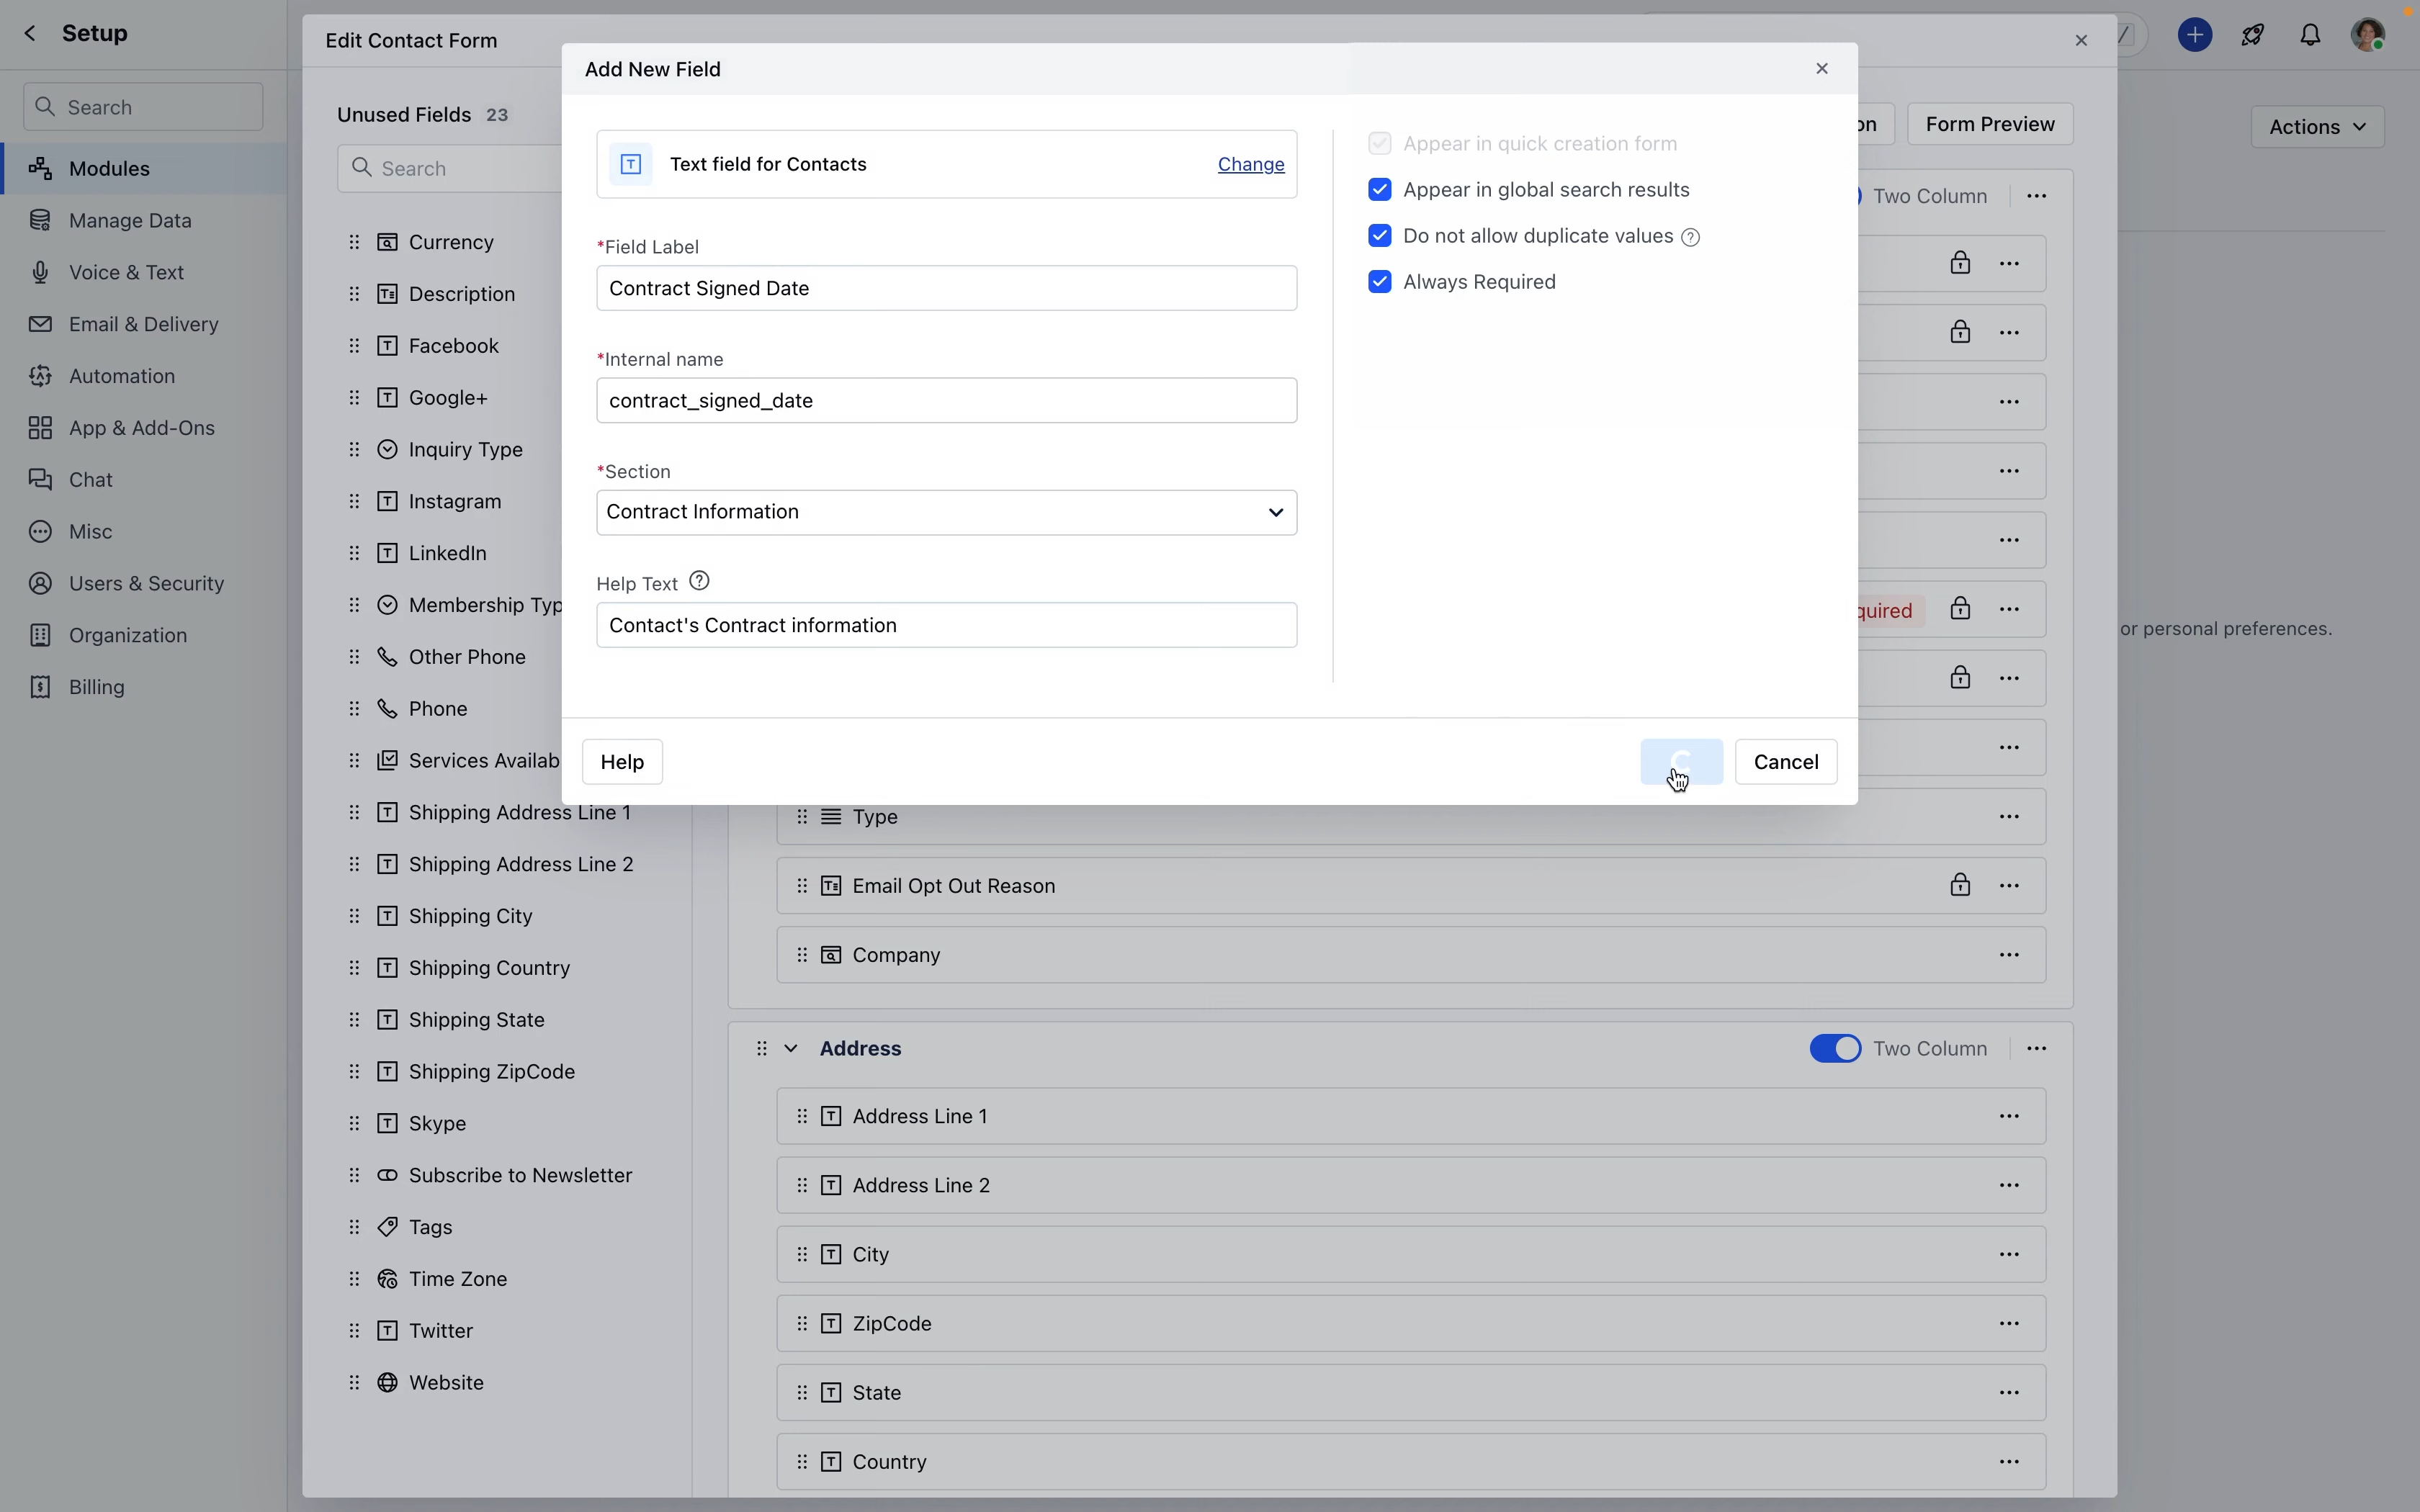 Setup
Search
Modules
Manage Data
Voice & Text
Email & Delivery
Automation
App & Add-Ons
Chat
Misc
Users & Security
Organization
Billing
Edit Contact Form
Unused Fields 23
Search
Currency
Description
Facebook
Google+
Inquiry Type
Instagram
LinkedIn
Membership Typ
Other Phone
Phone
Services Availab
Shipping Address Line 1
Shipping Address Line 2
Shipping City
Shipping Country
Shipping State
Shipping ZipCode
Skype
Subscribe to Newsletter
Tags
Time Zone
Twitter
Website
Add New Field
Text field for Contacts
Change
*Field Label
Contract Signed Date
*Internal name
contract_signed_date
*Section
Contract Information
Help Text
Contact's Contract information
Appear in quick creation form
Appear in global search results
Do not allow duplicate values
Always Required
Help
Cancel
on
Form Preview
Two Column
quired
Type
Email Opt Out Reason
Company
Address
Two Column
Address Line 1
Address Line 2
City
ZipCode
State
Country
/
Actions
or personal preferences.